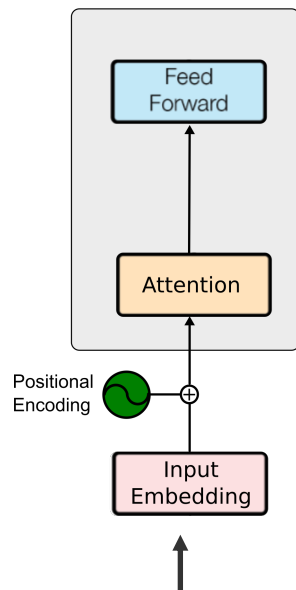 Feed
Forward
Attention
Positional
Encoding
Input
Embedding